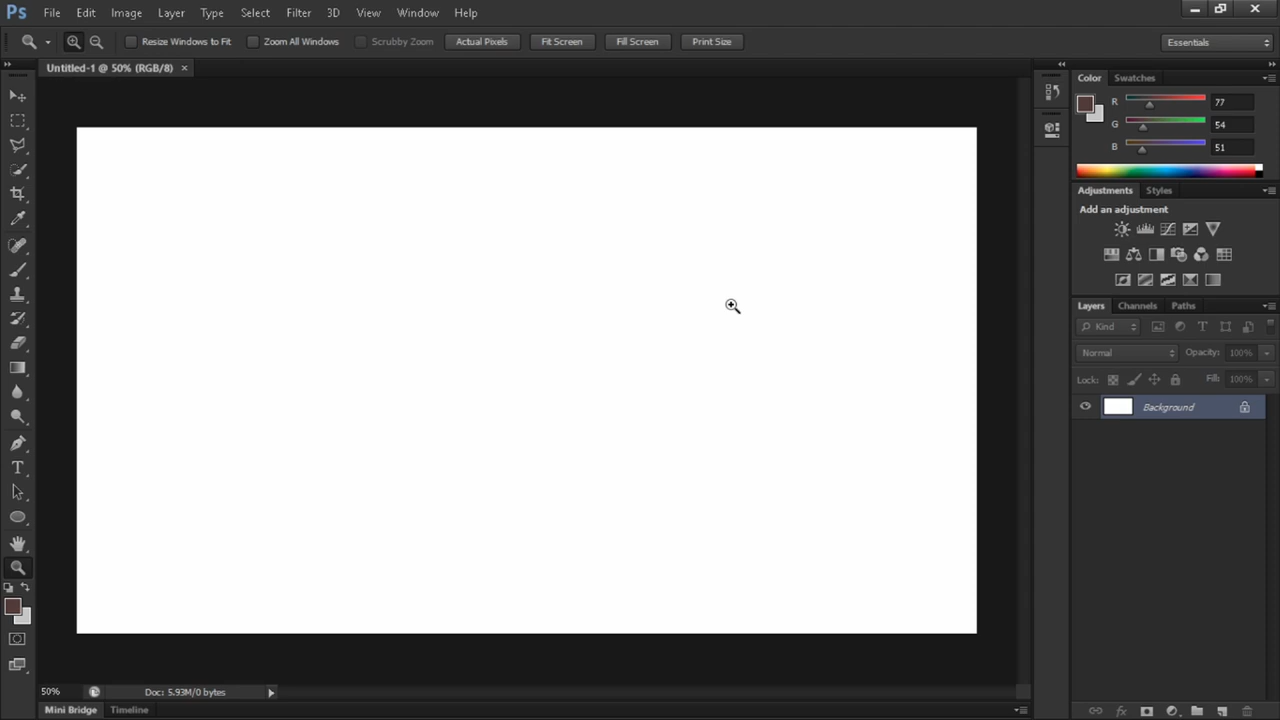 Ps File Edit Image Layer Type Select Filter 3D View Window Help
Resize Windows to Fit Zoom All Windows Scrubby Zoom Actual Pixels Fit Screen Fill Screen Print Size Essentials
Untitled-1 @ 50% (RGB/8) ×
Color Swatches
R 77
G 54
B 51
Adjustments Styles
Add an adjustment
Layers Channels Paths
Kind
Normal Opacity: 100%
Lock: Fill: 100%
Background
T
50% Doc: 5.93M/0 bytes
Mini Bridge Timeline
fx